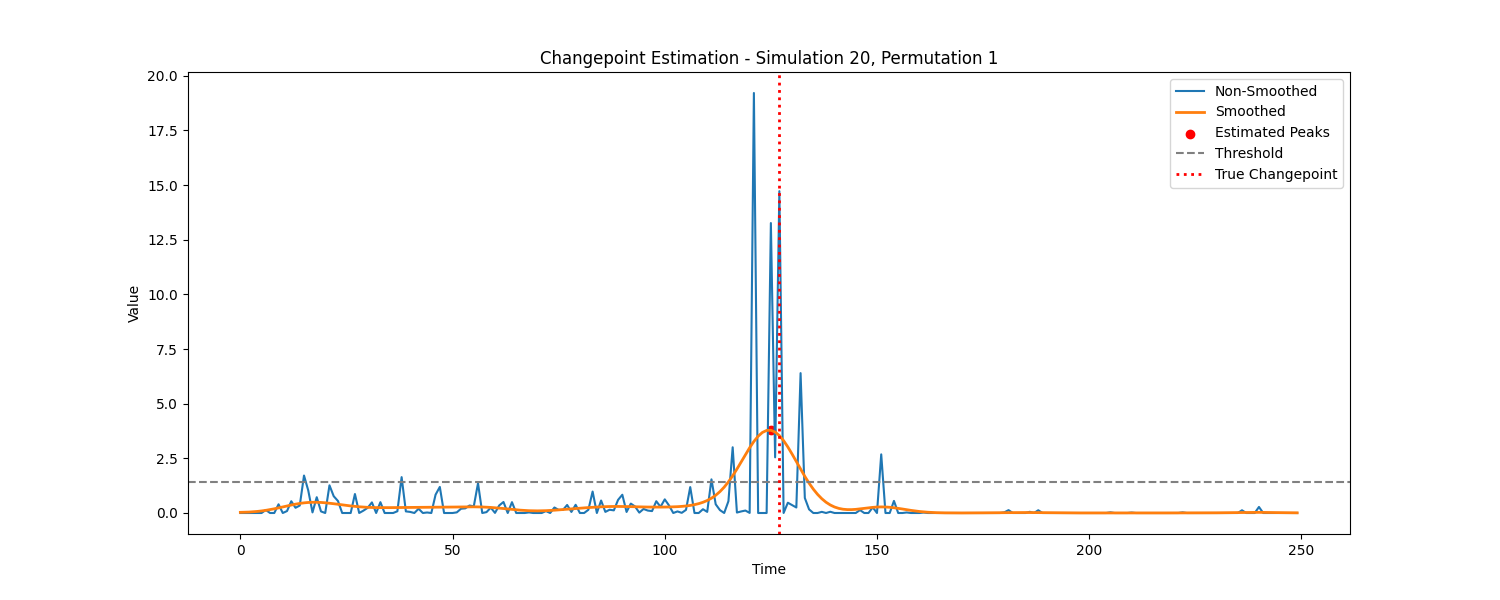 Changepoint Estimation - Simulation 20, Permutation 1
20.0
17.5
15.0
12.5
10.0
7.5
5.0
2.5
0.0
Value
Non-Smoothed
Smoothed
Estimated Peaks
Threshold
True Changepoint
0 50 100 150 200 250
Time